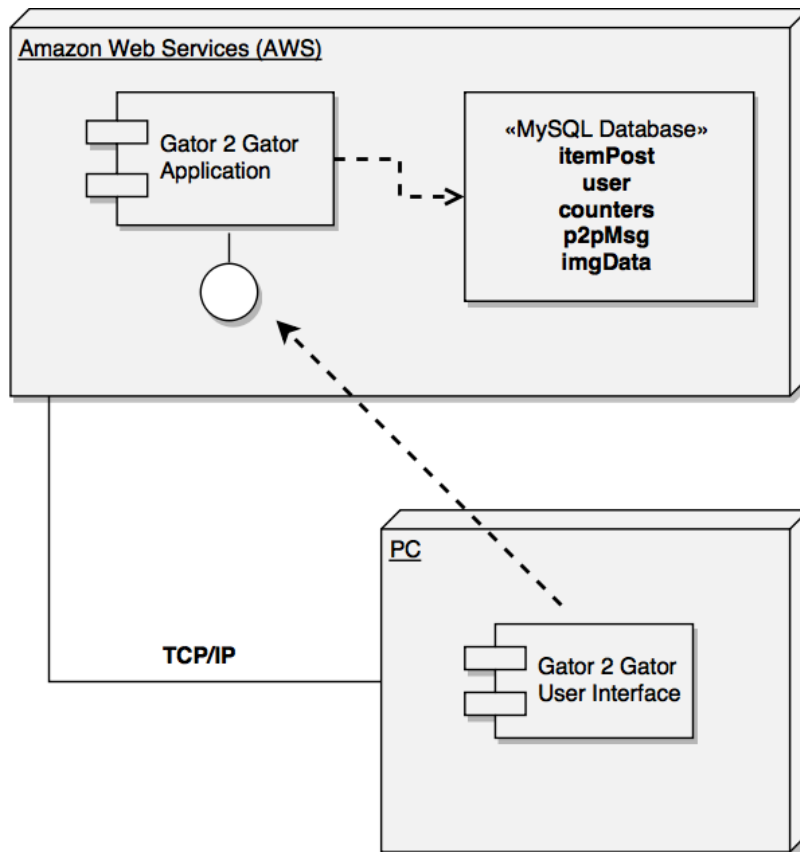 Amazon Web Services (AWS)
Gator 2 Gator
Application
«MySQL Database»
itemPost
user
counters
p2pMsg
imgData
TCP/IP
PC
Gator 2 Gator
User Interface